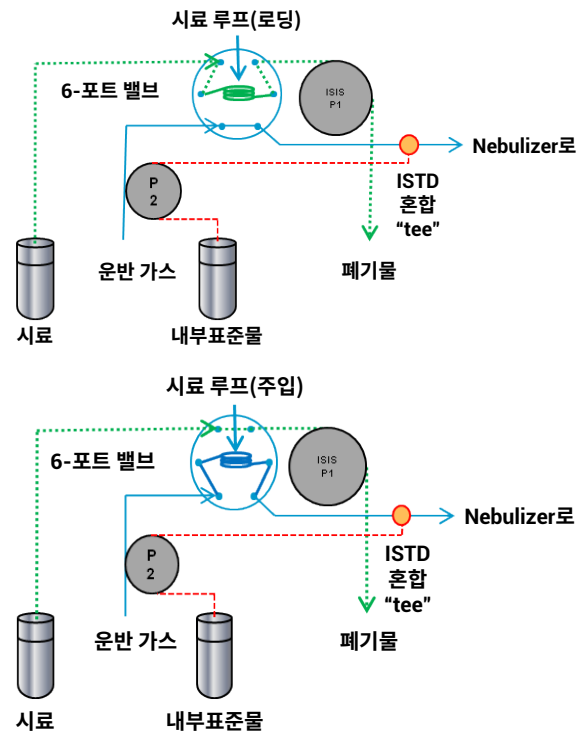 시료 루프(로딩)
6-포트 밸브
ISIS
P1
Nebulizer로
P
2
ISTD
혼합
“tee”
운반 가스
폐기물
시료
내부표준물
시료 루프(주입)
6-포트 밸브
ISIS
P1
Nebulizer로
P
2
ISTD
혼합
“tee”
운반 가스
폐기물
시료
내부표준물